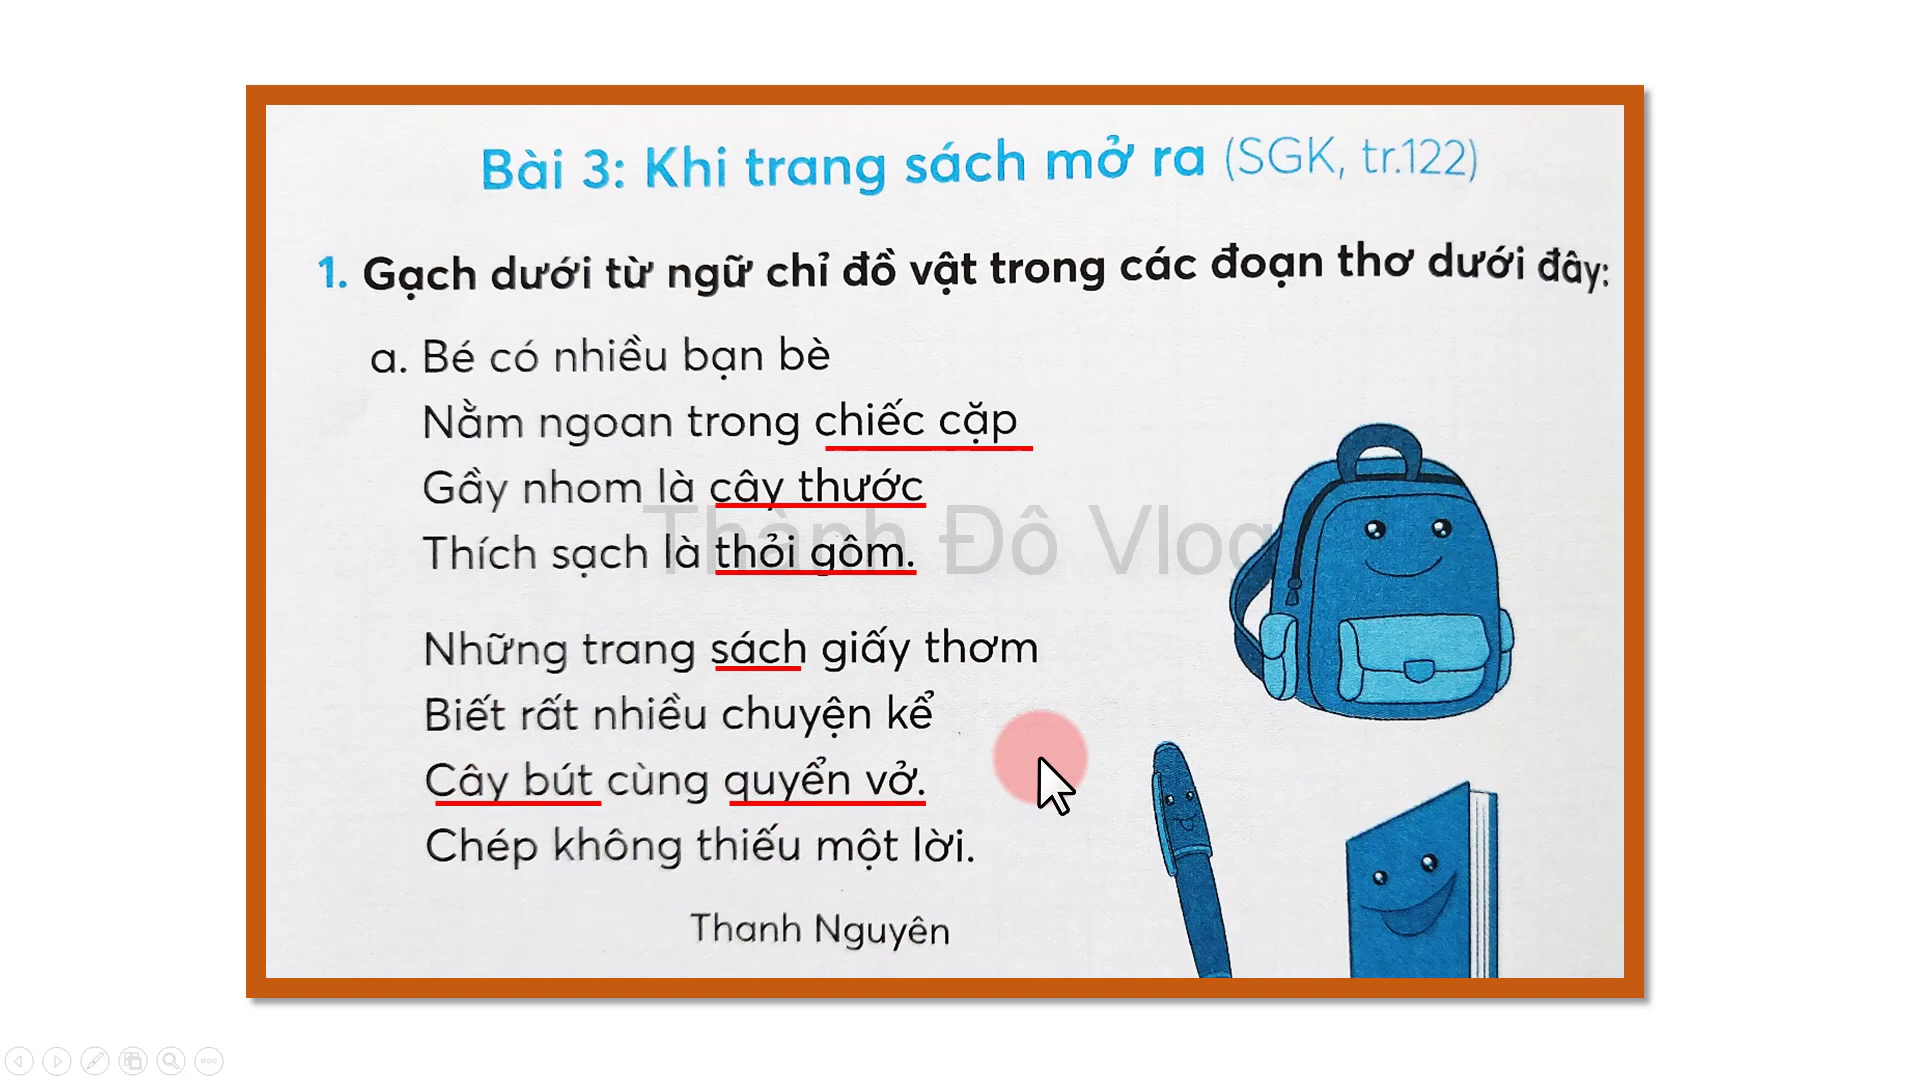 Bài 3: Khi trang sách mở ra (SGK, tr.122)
1. Gạch dưới từ ngữ chỉ đồ vật trong các đoạn thơ dưới đây:
a. Bé có nhiều bạn bè
Nằm ngoan trong chiếc cặp
Gầy nhom là cây thước
Thích sạch là thỏi gôm.
Thành Đô Vlog
Những trang sách giấy thơm
Biết rất nhiều chuyện kể
Cây bút cùng quyển vở.
Chép không thiếu một lời.
Thanh Nguyên